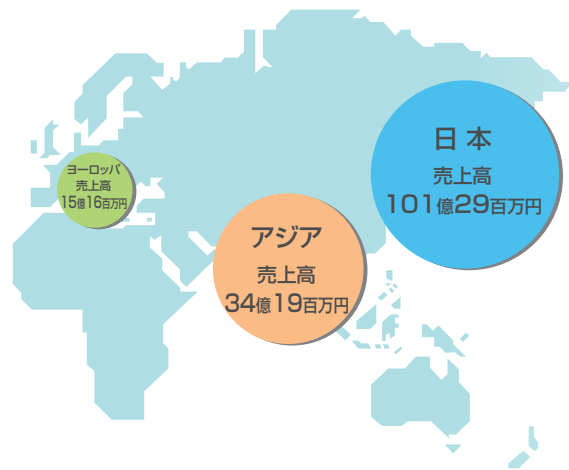 ヨーロッパ
売上高
15億16百万円
アジア
売上高
34億19百万円
日本
売上高
101億29百万円